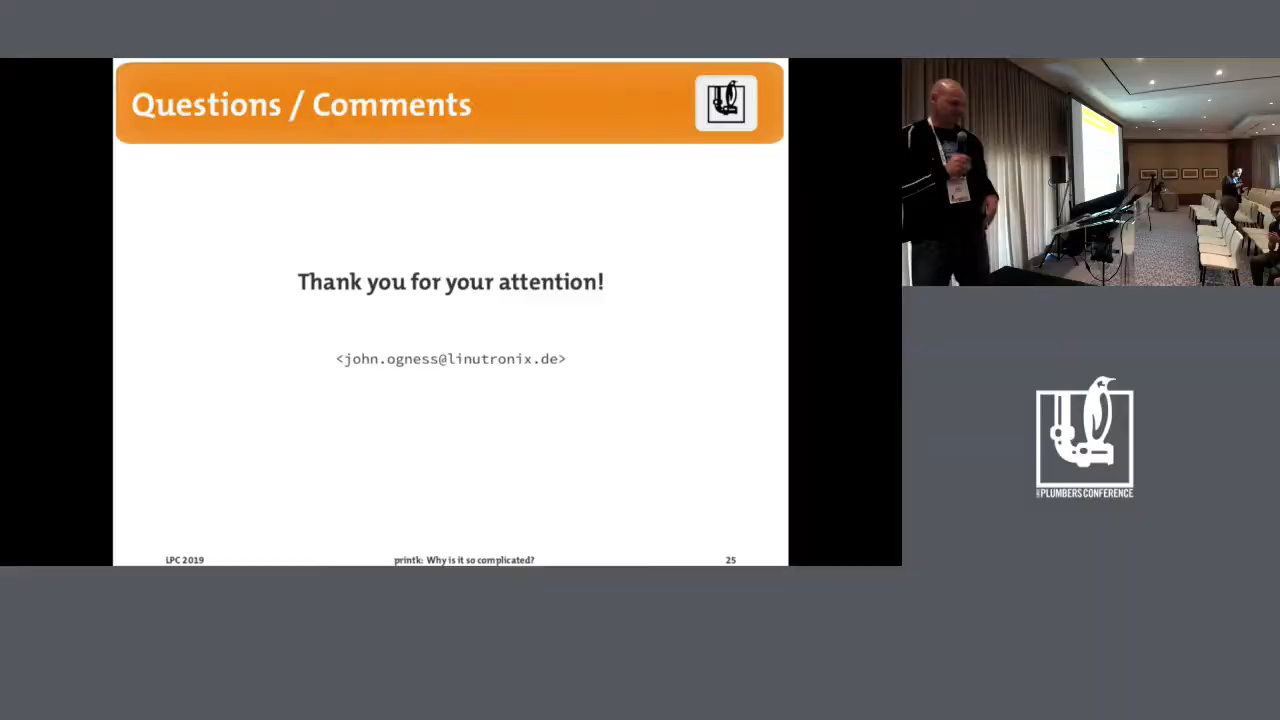 Questions / Comments
Thank you for your attention!
<john.ogness@linutronix.de>
LPC 2019
printk: Why is it so complicated?
25
PLUMBERS CONFERENCE